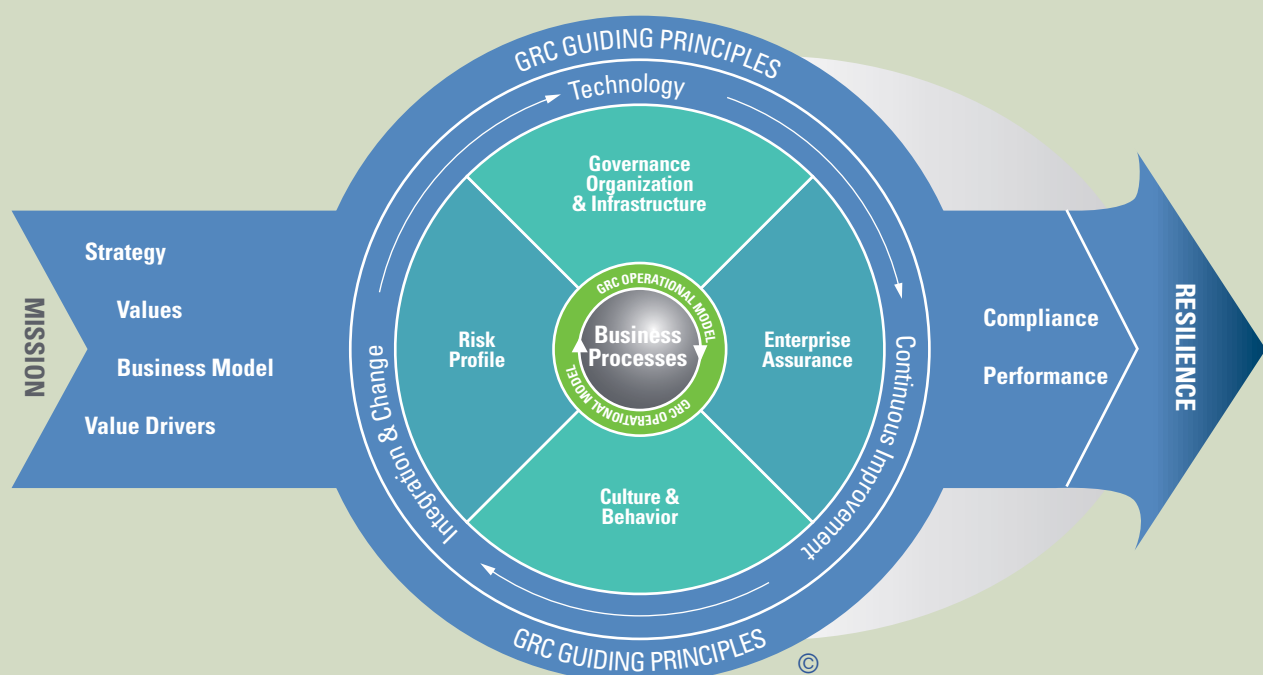 GRC GUIDING PRINCIPLES
Technology
Governance
Organization
& Infrastructure
MISSION
Strategy
Values
Business Model
Value Drivers
Integration & Change
Risk
Profile
GRC OPERATIONAL MODEL
Business
Processes
GRC OPERATIONAL MODEL
Enterprise
Assurance
Continuous Improvement
Culture &
Behavior
Compliance
Performance
RESILIENCE
GRC GUIDING PRINCIPLES
©